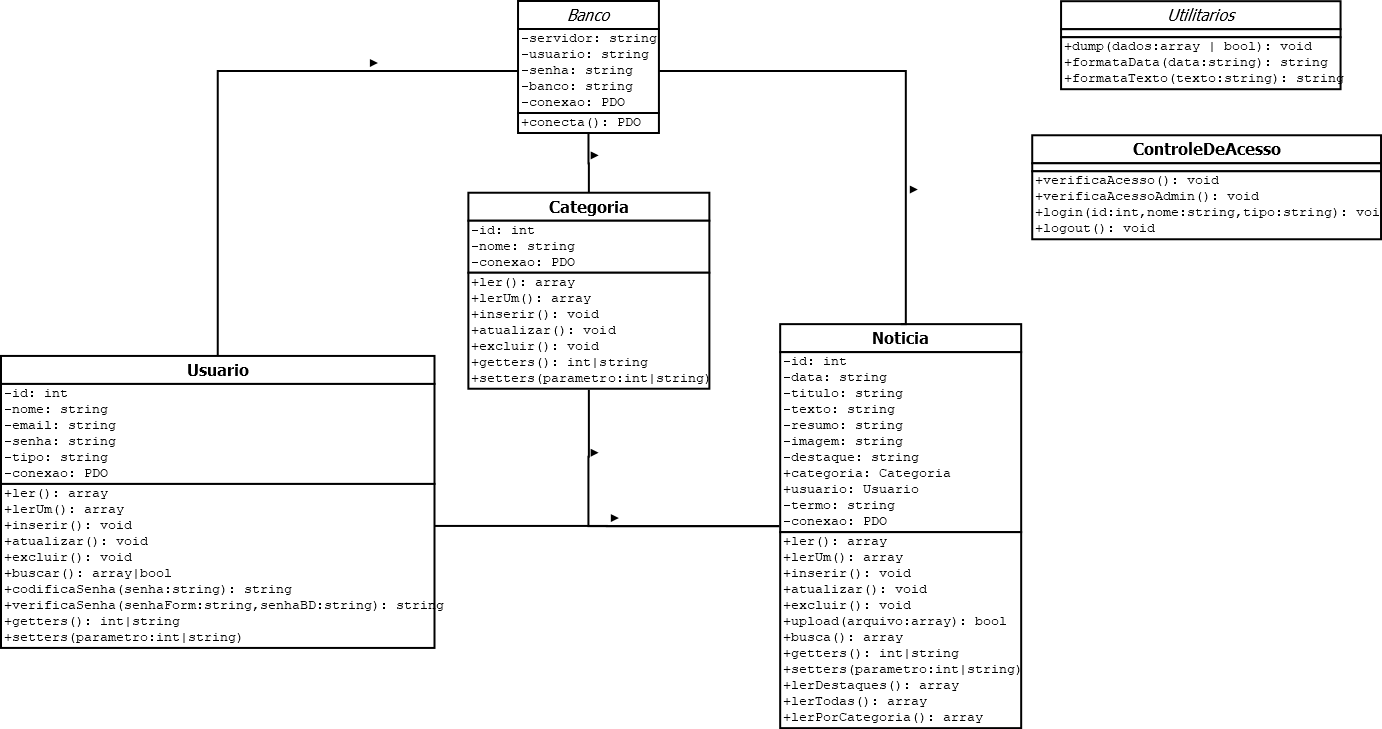 Banco
-servidor: string
-usuario: string
-senha: string
-banco: string
-conexao: PDO
+conecta(): PDO
Utilitarios
+dump(dados:array | bool): void
+formataData(data:string): string
+formataTexto(texto:string): string
ControleDeAcesso
+verificaAcesso(): void
+verificaAcessoAdmin(): void
+login(id:int,nome:string,tipo:string): voi
+logout(): void
Categoria
-id: int
-nome: string
-conexao: PDO
+ler(): array
+lerUm(): array
+inserir(): void
+atualizar(): void
+excluir(): void
+getters(): int|string
+setters(parametro:int|string)
Usuario
-id: int
-nome: string
-email: string
-senha: string
-tipo: string
-conexao: PDO
+ler(): array
+lerUm(): array
+inserir(): void
+atualizar(): void
+excluir(): void
+buscar(): array|bool
+codificaSenha(senha:string): string
+verificaSenha(senhaForm:string,senhaBD:string): string
+getters(): int|string
+setters(parametro:int|string)
Noticia
-id: int
-data: string
-titulo: string
-texto: string
-resumo: string
-imagem: string
-destaque: string
+categoria: Categoria
+usuario: Usuario
-termo: string
-conexao: PDO
+ler(): array
+lerUm(): array
+inserir(): void
+atualizar(): void
+excluir(): void
+upload(arquivo:array): bool
+busca(): array
+getters(): int|string
+setters(parametro:int|string)
+lerDestaques(): array
+lerTodas(): array
+lerPorCategoria(): array